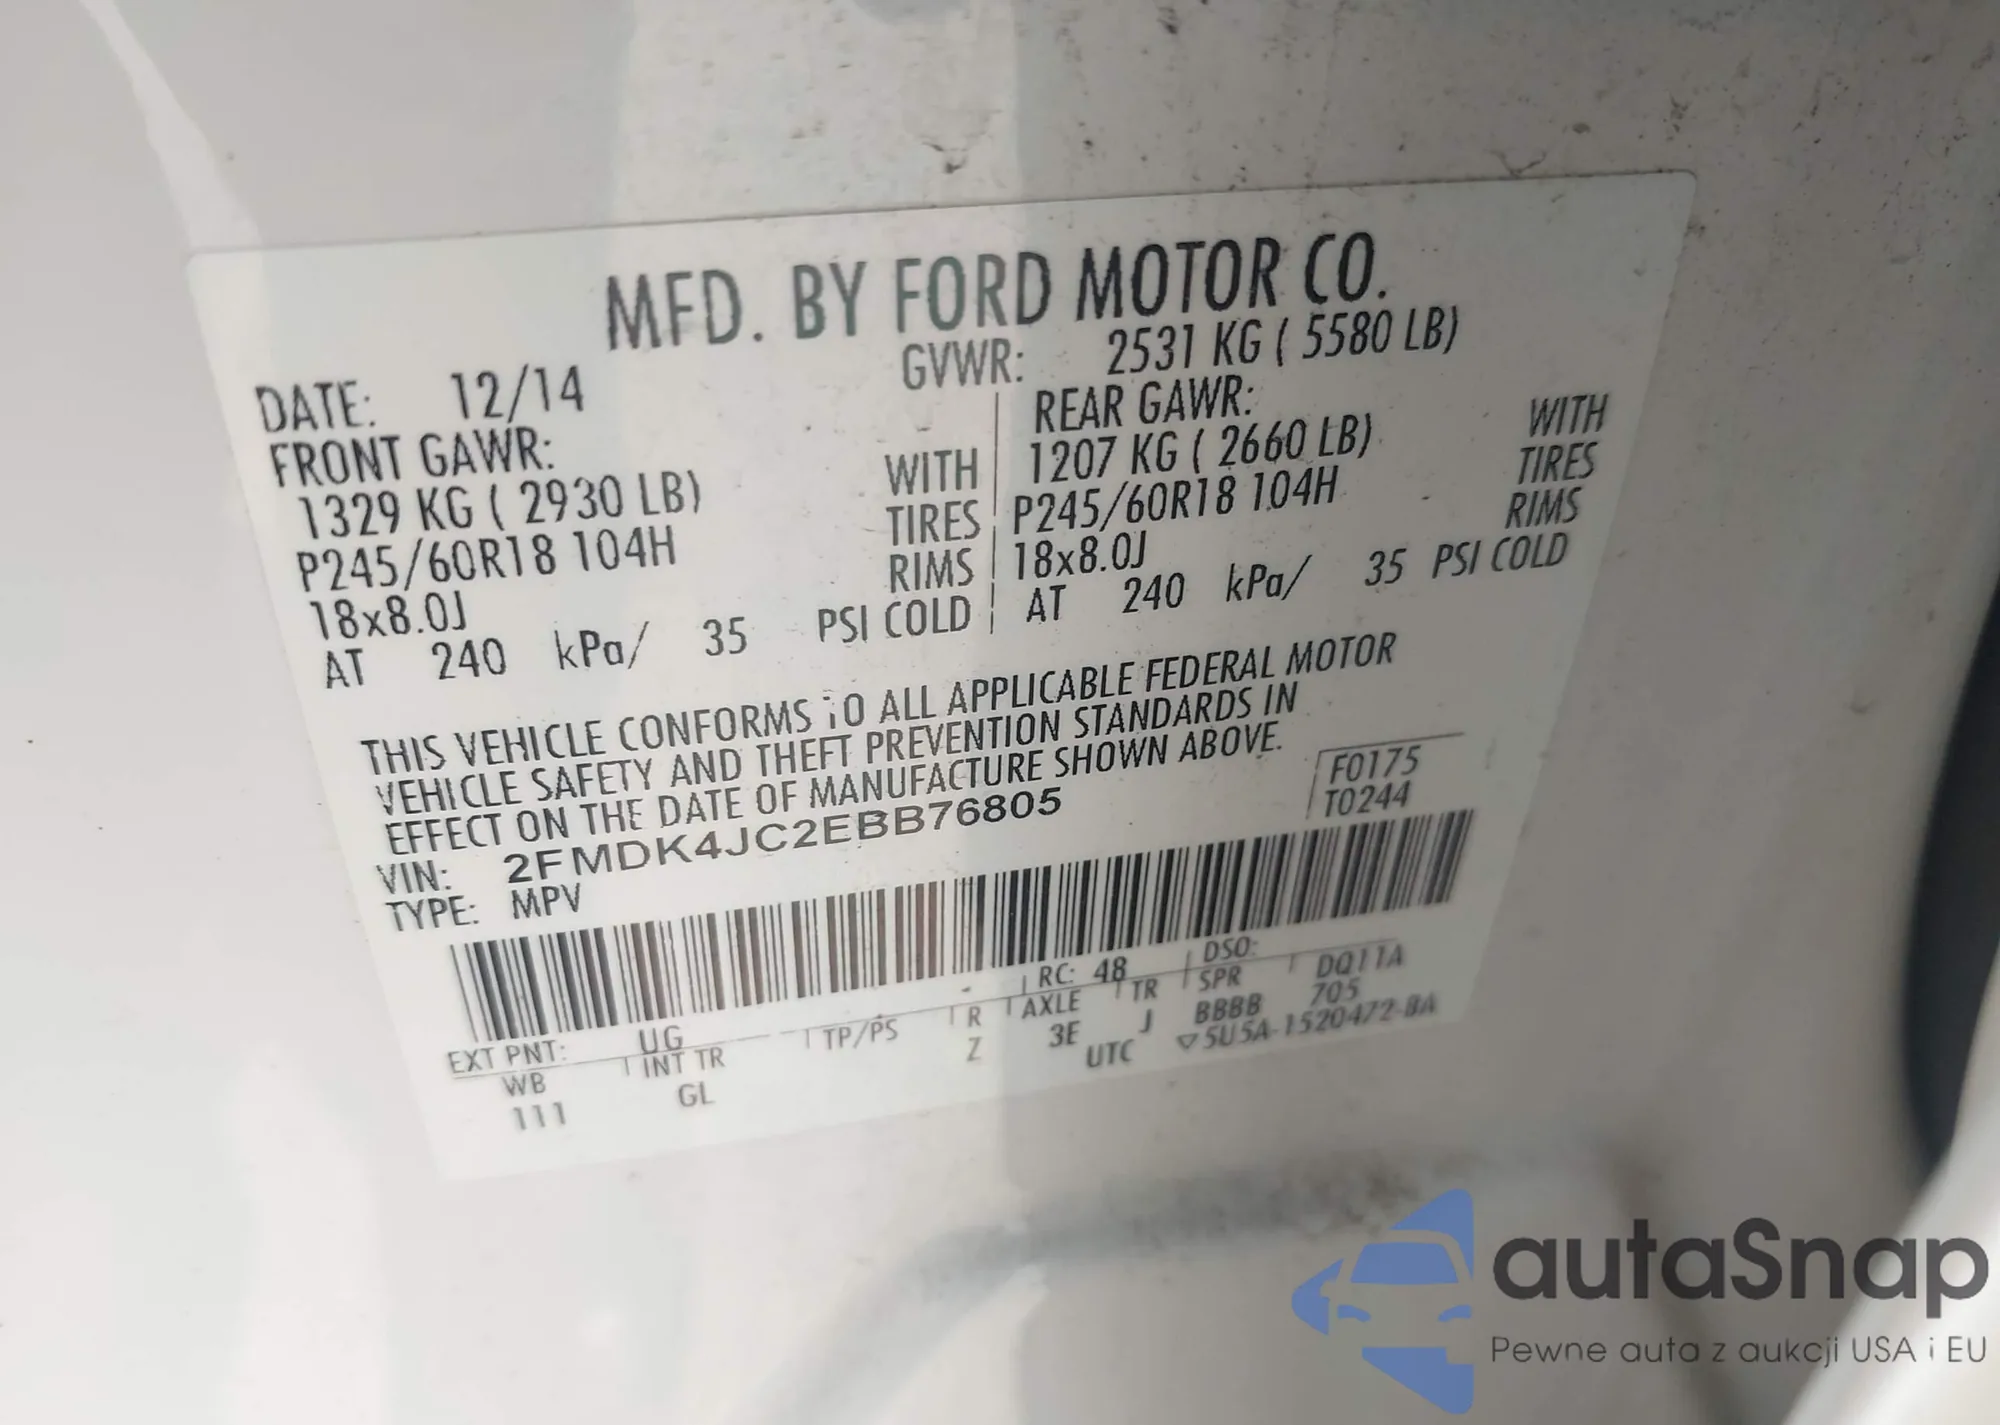 MFD. BY FORD MOTOR CO.
DATE: 12/14 GVWR: 2531 KG ( 5580 LB)
FRONT GAWR: REAR GAWR:
1329 KG ( 2930 LB) WITH 1207 KG ( 2660 LB) WITH
P245/60R18 104H TIRES P245/60R18 104H TIRES
18x8.0J RIMS 18x8.0J RIMS
AT 240 kPa/ 35 PSI COLD AT 240 kPa/ 35 PSI COLD
THIS VEHICLE CONFORMS TO ALL APPLICABLE FEDERAL MOTOR
VEHICLE SAFETY AND THEFT PREVENTION STANDARDS IN
EFFECT ON THE DATE OF MANUFACTURE SHOWN ABOVE.
VIN: 2FMDK4JC2EBB76805 F0175
TYPE: MPV T0244
EXT PNT: UG RC: 48 DSO: DQ11A
WB INT TR TP/PS R AXLE TR SPR 705
111 GL Z 3E J BBBB
UTC ▽5U5A-1520472-BA
autaSnap
Pewne auta z aukcji USA i EU